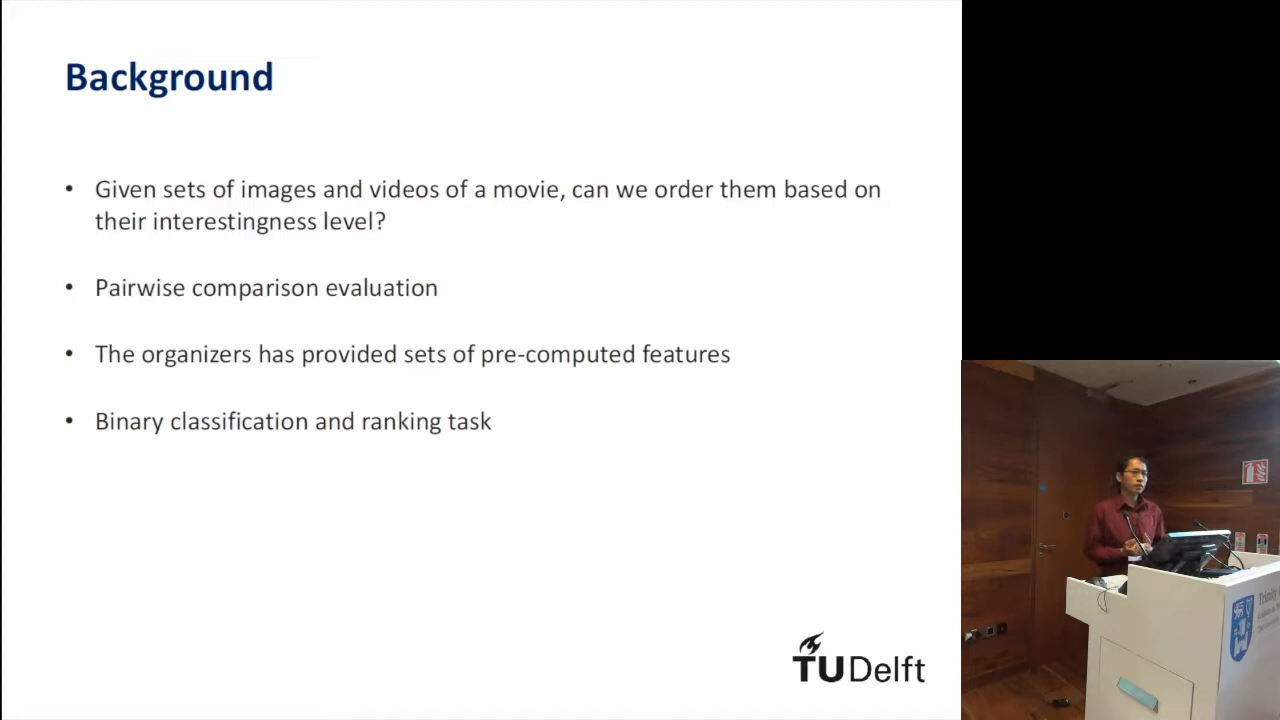 Background
• Given sets of images and videos of a movie, can we order them based on
their interestingness level?
• Pairwise comparison evaluation
• The organizers has provided sets of pre-computed features
• Binary classification and ranking task
TUDelft
Trinity